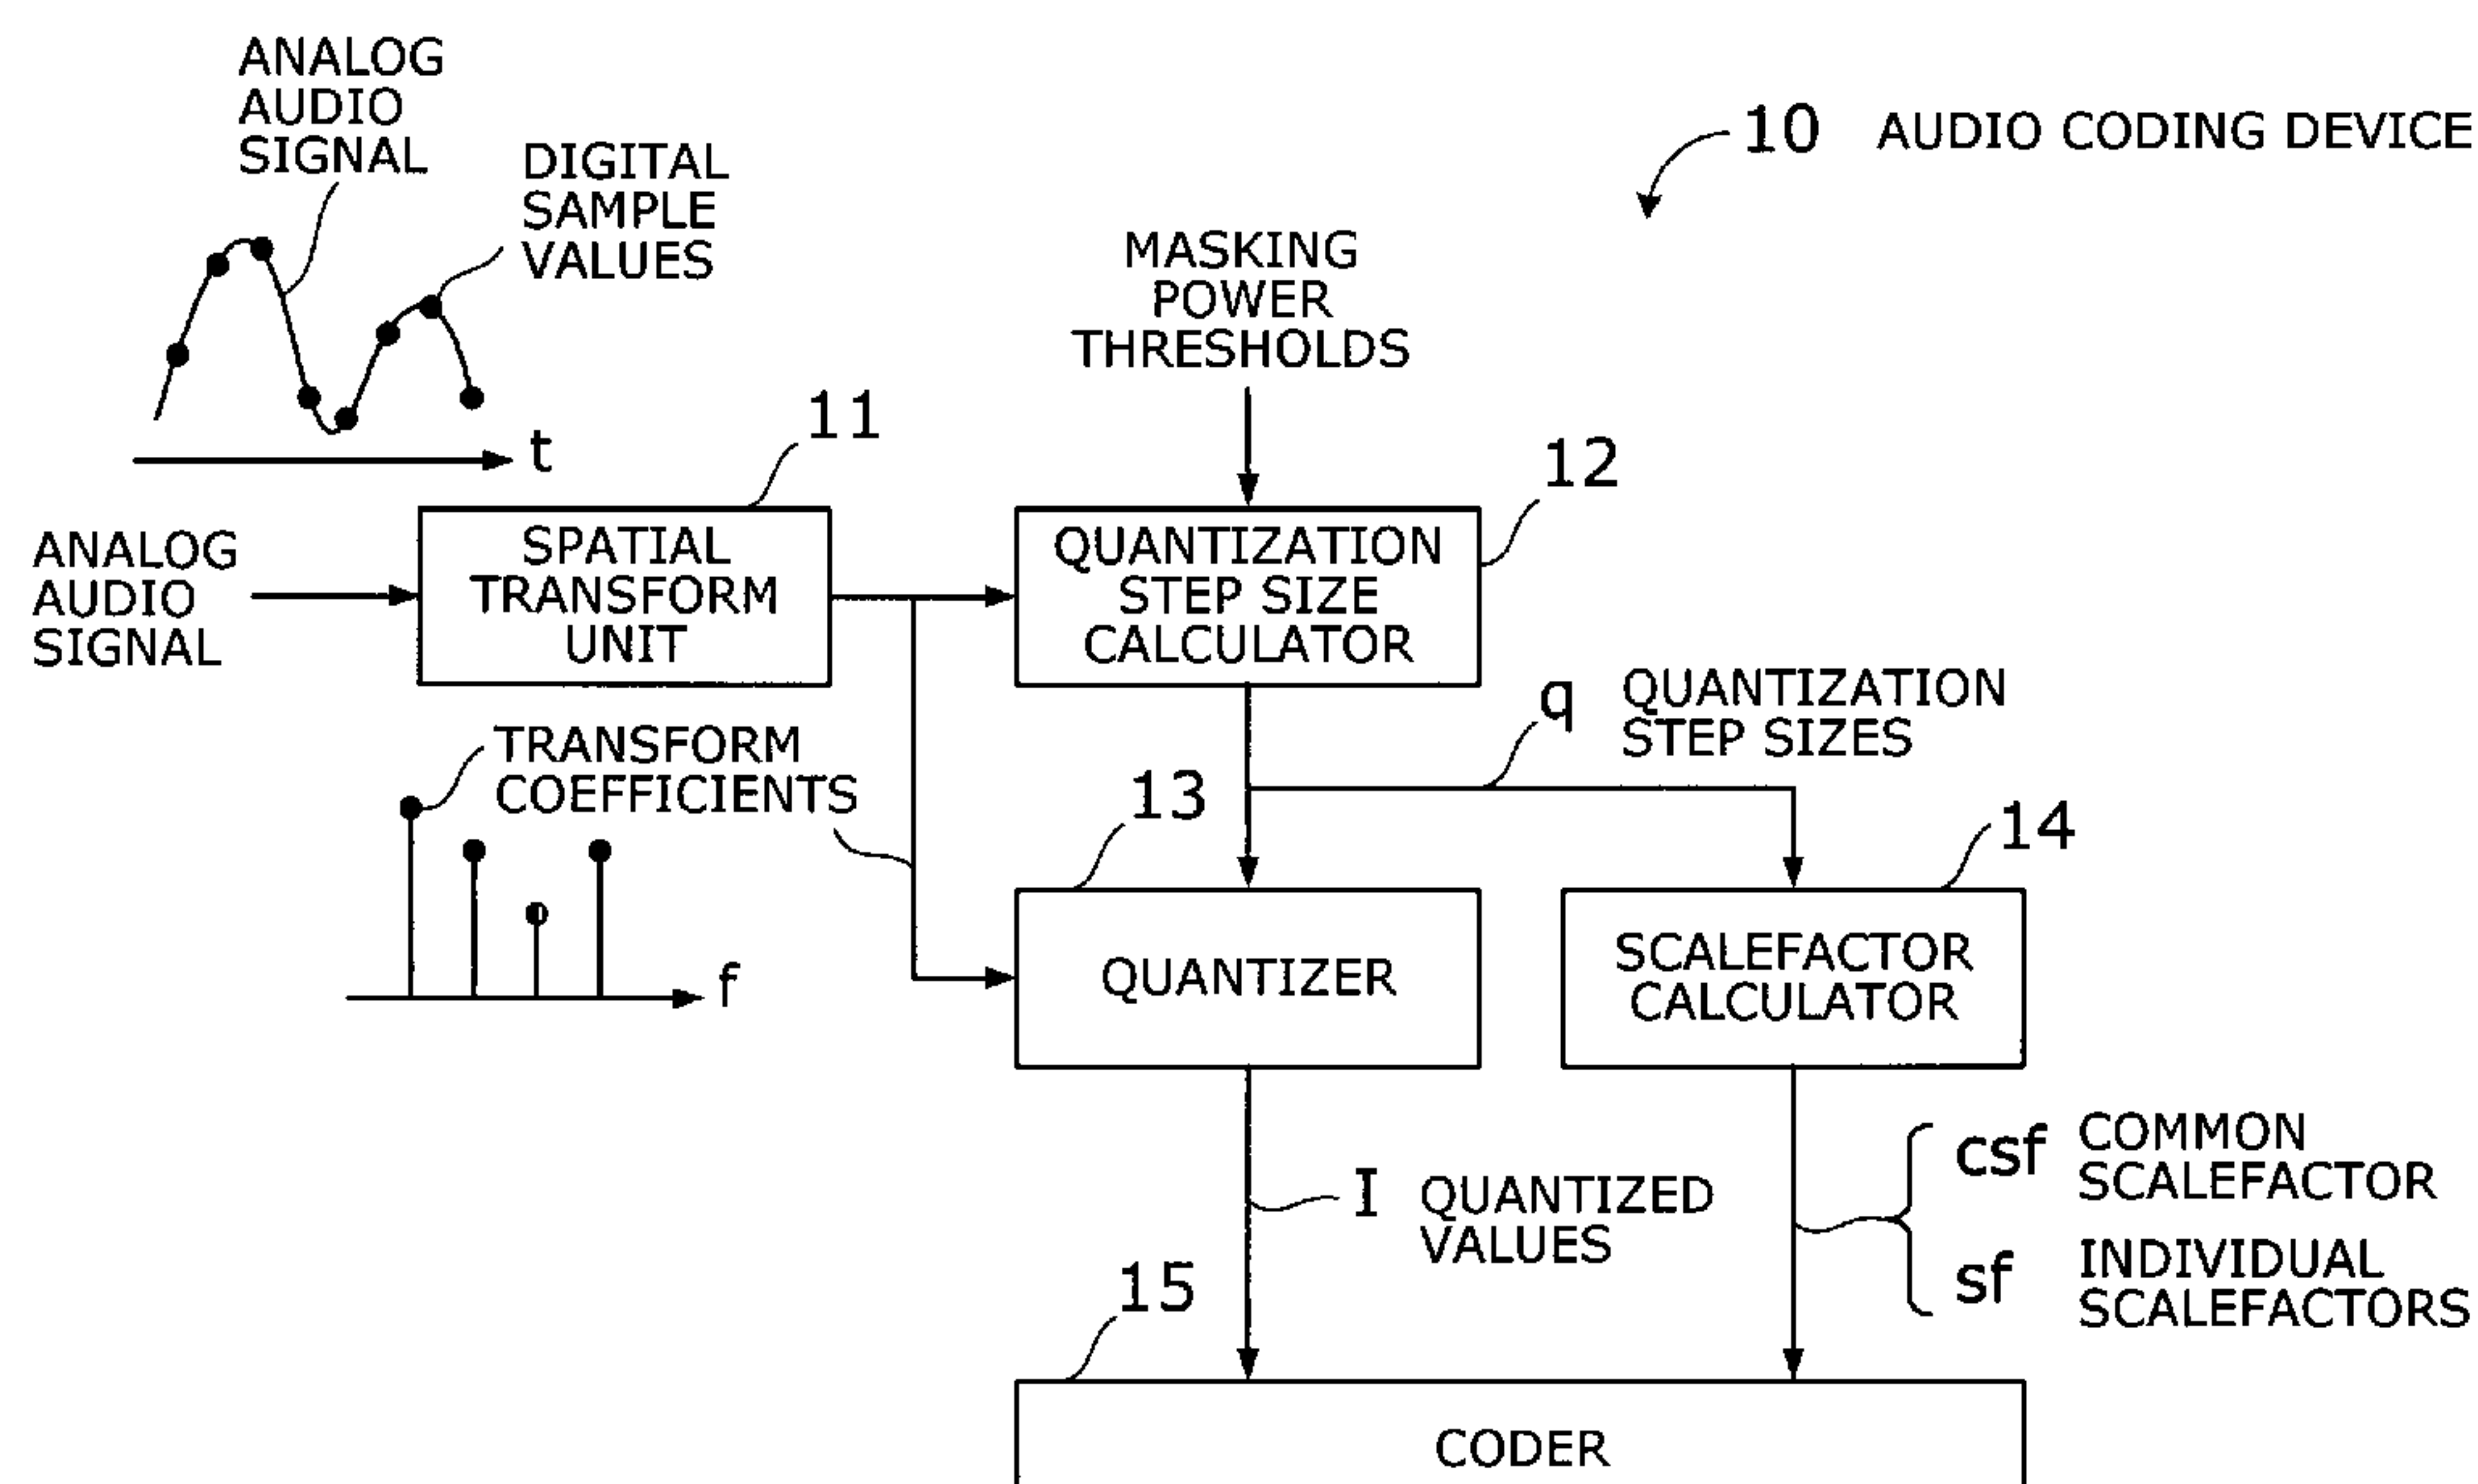 ANALOG
AUDIO
SIGNAL
DIGITAL
SAMPLE
VALUES
10 AUDIO CODING DEVICE
MASKING
POWER
THRESHOLDS
t
11
12
ANALOG
AUDIO
SIGNAL
SPATIAL
TRANSFORM
UNIT
QUANTIZATION
STEP SIZE
CALCULATOR
q QUANTIZATION
STEP SIZES
TRANSFORM
COEFFICIENTS
f
13
14
QUANTIZER
SCALEFACTOR
CALCULATOR
I QUANTIZED
VALUES
csf COMMON
SCALEFACTOR
sf INDIVIDUAL
SCALEFACTORS
15
CODER